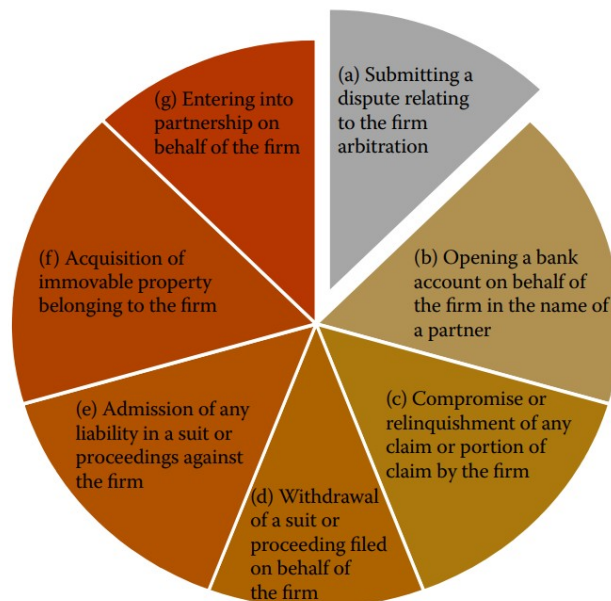 (a) Submitting a
dispute relating
to the firm
arbitration
(b) Opening a bank
account on behalf of
the firm in the name of
a partner
(c) Compromise or
relinquishment of any
claim or portion of
claim by the firm
(d) Withdrawal
of a suit or
proceeding filed
on behalf of
the firm
(e) Admission of any
liability in a suit or
proceedings against
the firm
(f) Acquisition of
immovable property
belonging to the firm
(g) Entering into
partnership on
behalf of the firm